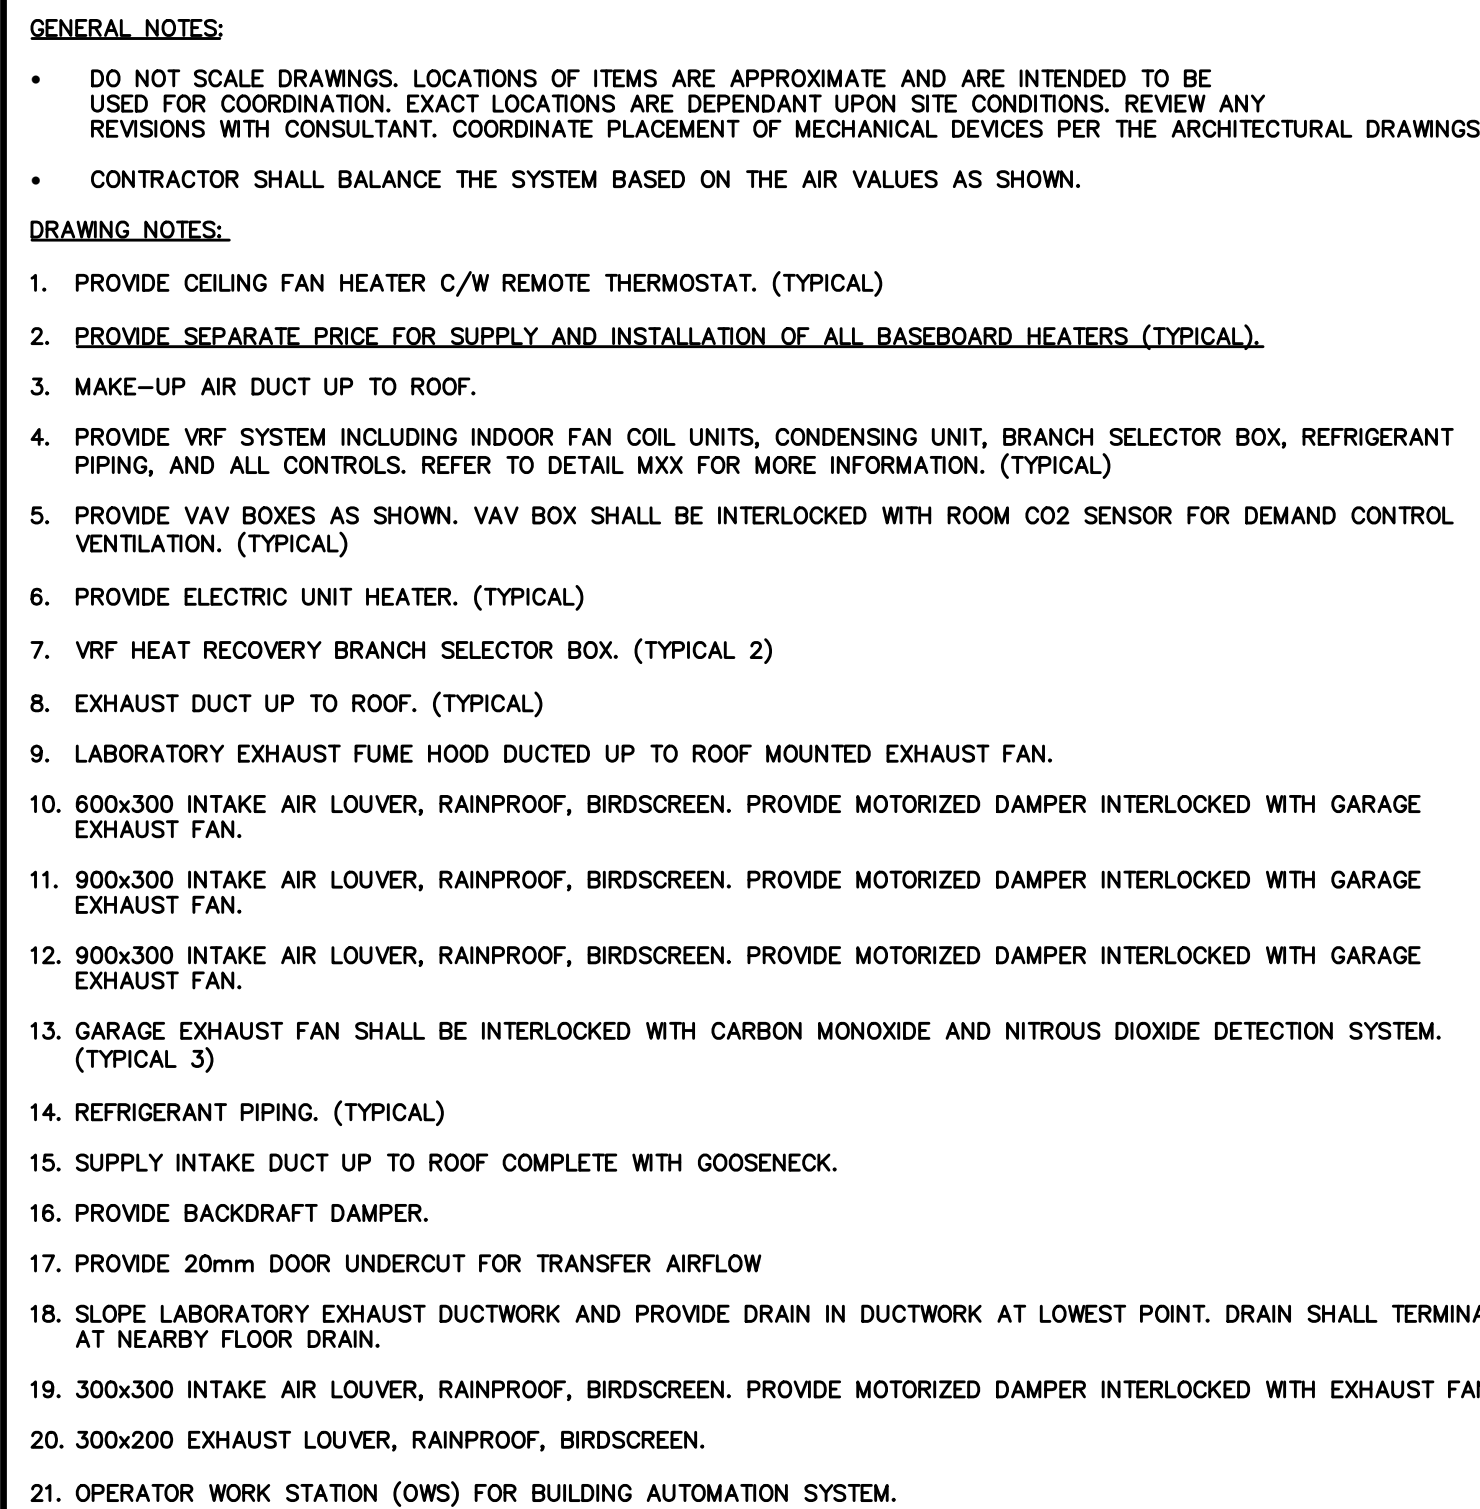 GENERAL NOTES:
• DO NOT SCALE DRAWINGS. LOCATIONS OF ITEMS ARE APPROXIMATE AND ARE INTENDED TO BE
USED FOR COORDINATION. EXACT LOCATIONS ARE DEPENDANT UPON SITE CONDITIONS. REVIEW ANY
REVISIONS WITH CONSULTANT. COORDINATE PLACEMENT OF MECHANICAL DEVICES PER THE ARCHITECTURAL DRAWINGS
• CONTRACTOR SHALL BALANCE THE SYSTEM BASED ON THE AIR VALUES AS SHOWN.
DRAWING NOTES:
1. PROVIDE CEILING FAN HEATER C/W REMOTE THERMOSTAT. (TYPICAL)
2. PROVIDE SEPARATE PRICE FOR SUPPLY AND INSTALLATION OF ALL BASEBOARD HEATERS (TYPICAL).
3. MAKE-UP AIR DUCT UP TO ROOF.
4. PROVIDE VRF SYSTEM INCLUDING INDOOR FAN COIL UNITS, CONDENSING UNIT, BRANCH SELECTOR BOX, REFRIGERANT
PIPING, AND ALL CONTROLS. REFER TO DETAIL MXX FOR MORE INFORMATION. (TYPICAL)
5. PROVIDE VAV BOXES AS SHOWN. VAV BOX SHALL BE INTERLOCKED WITH ROOM CO2 SENSOR FOR DEMAND CONTROL
VENTILATION. (TYPICAL)
6. PROVIDE ELECTRIC UNIT HEATER. (TYPICAL)
7. VRF HEAT RECOVERY BRANCH SELECTOR BOX. (TYPICAL 2)
8. EXHAUST DUCT UP TO ROOF. (TYPICAL)
9. LABORATORY EXHAUST FUME HOOD DUCTED UP TO ROOF MOUNTED EXHAUST FAN.
10. 600x300 INTAKE AIR LOUVER, RAINPROOF, BIRDSCREEN. PROVIDE MOTORIZED DAMPER INTERLOCKED WITH GARAGE
EXHAUST FAN.
11. 900x300 INTAKE AIR LOUVER, RAINPROOF, BIRDSCREEN. PROVIDE MOTORIZED DAMPER INTERLOCKED WITH GARAGE
EXHAUST FAN.
12. 900x300 INTAKE AIR LOUVER, RAINPROOF, BIRDSCREEN. PROVIDE MOTORIZED DAMPER INTERLOCKED WITH GARAGE
EXHAUST FAN.
13. GARAGE EXHAUST FAN SHALL BE INTERLOCKED WITH CARBON MONOXIDE AND NITROUS DIOXIDE DETECTION SYSTEM.
(TYPICAL 3)
14. REFRIGERANT PIPING. (TYPICAL)
15. SUPPLY INTAKE DUCT UP TO ROOF COMPLETE WITH GOOSENECK.
16. PROVIDE BACKDRAFT DAMPER.
17. PROVIDE 20mm DOOR UNDERCUT FOR TRANSFER AIRFLOW
18. SLOPE LABORATORY EXHAUST DUCTWORK AND PROVIDE DRAIN IN DUCTWORK AT LOWEST POINT. DRAIN SHALL
AT NEARBY FLOOR DRAIN.
19. 300x300 INTAKE AIR LOUVER, RAINPROOF, BIRDSCREEN. PROVIDE MOTORIZED DAMPER INTERLOCKED WITH EXHAUST
20. 300x200 EXHAUST LOUVER, RAINPROOF, BIRDSCREEN.
21. OPERATOR WORK STATION (OWS) FOR BUILDING AUTOMATION SYSTEM.